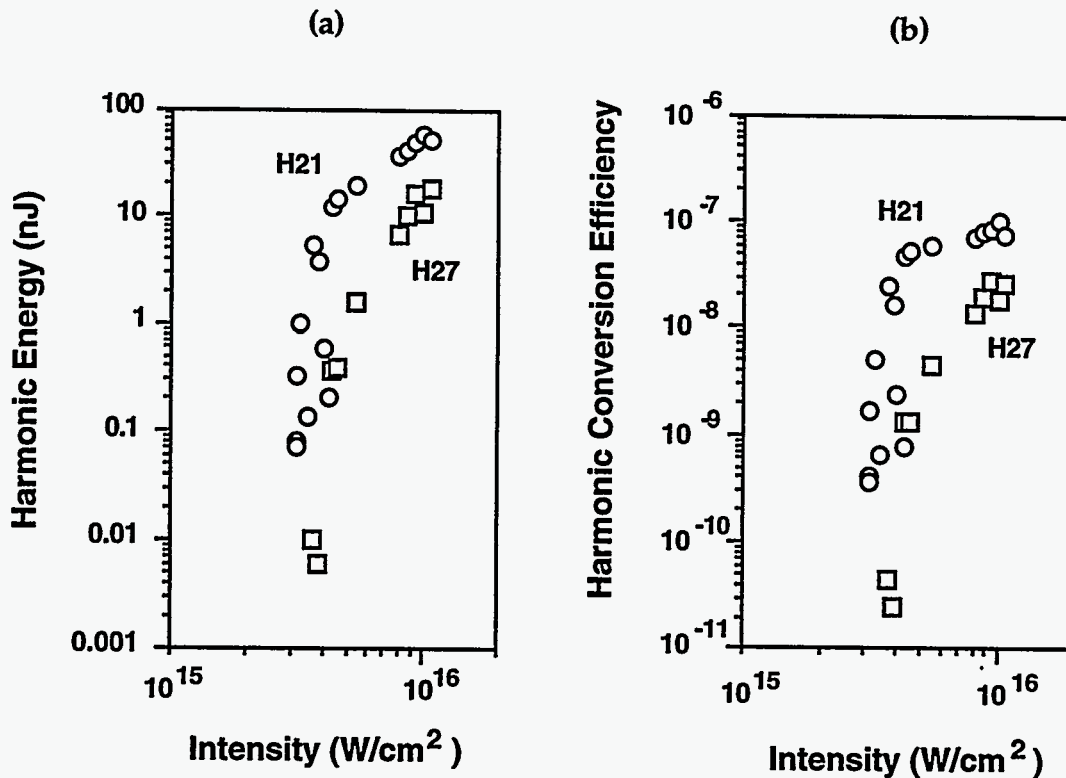 (a)
Harmonic Energy (nJ)
100
10
1
0.1
0.01
0.001
H21
H27
10^15
10^16
Intensity (W/cm^2 )
(b)
Harmonic Conversion Efficiency
10^-6
10^-7
10^-8
10^-9
10^-10
10^-11
H21
H27
10^15
10^16
Intensity (W/cm^2 )